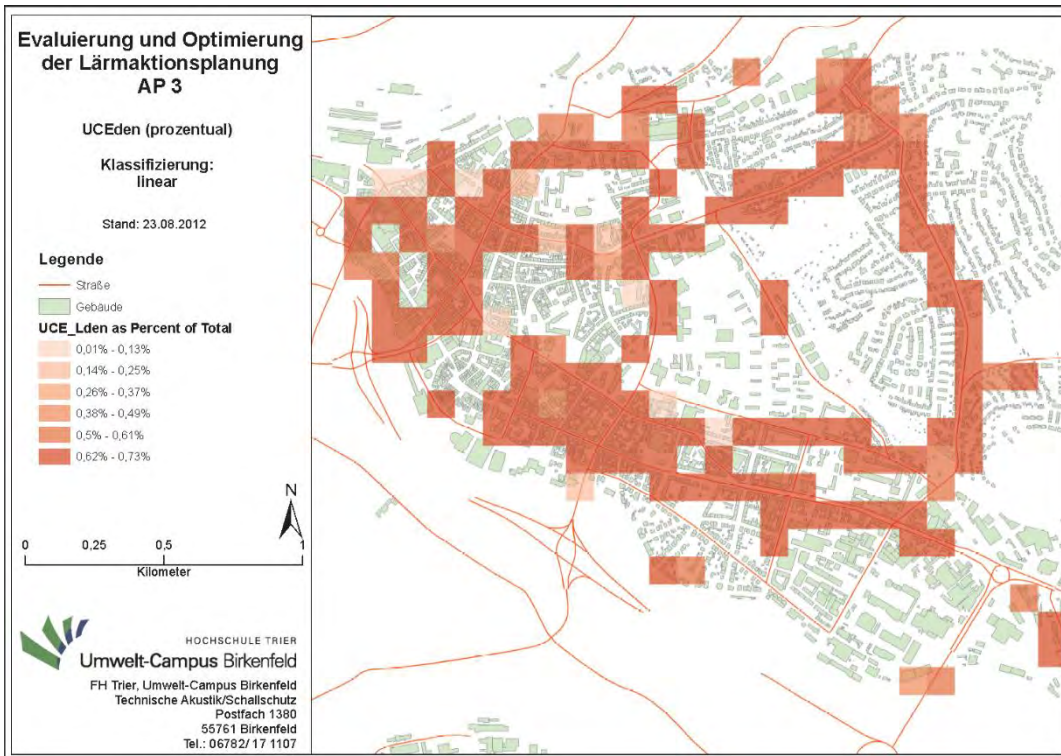 Evaluierung und Optimierung
der Lärmaktionsplanung
AP 3
UCEden (prozentual)
Klassifizierung:
linear
Stand: 23.08.2012
Legende
Straße
Gebäude
UCE_Lden as Percent of Total
0,01% - 0,13%
0,14% - 0,25%
0,26% - 0,37%
0,38% - 0,49%
0,5% - 0,61%
0,62% - 0,73%
N
0 0,25 0,5 1
Kilometer
HOCHSCHULE TRIER
Umwelt-Campus Birkenfeld
FH Trier, Umwelt-Campus Birkenfeld
Technische Akustik/Schallschutz
Postfach 1380
55761 Birkenfeld
Tel.: 06782/ 17 1107